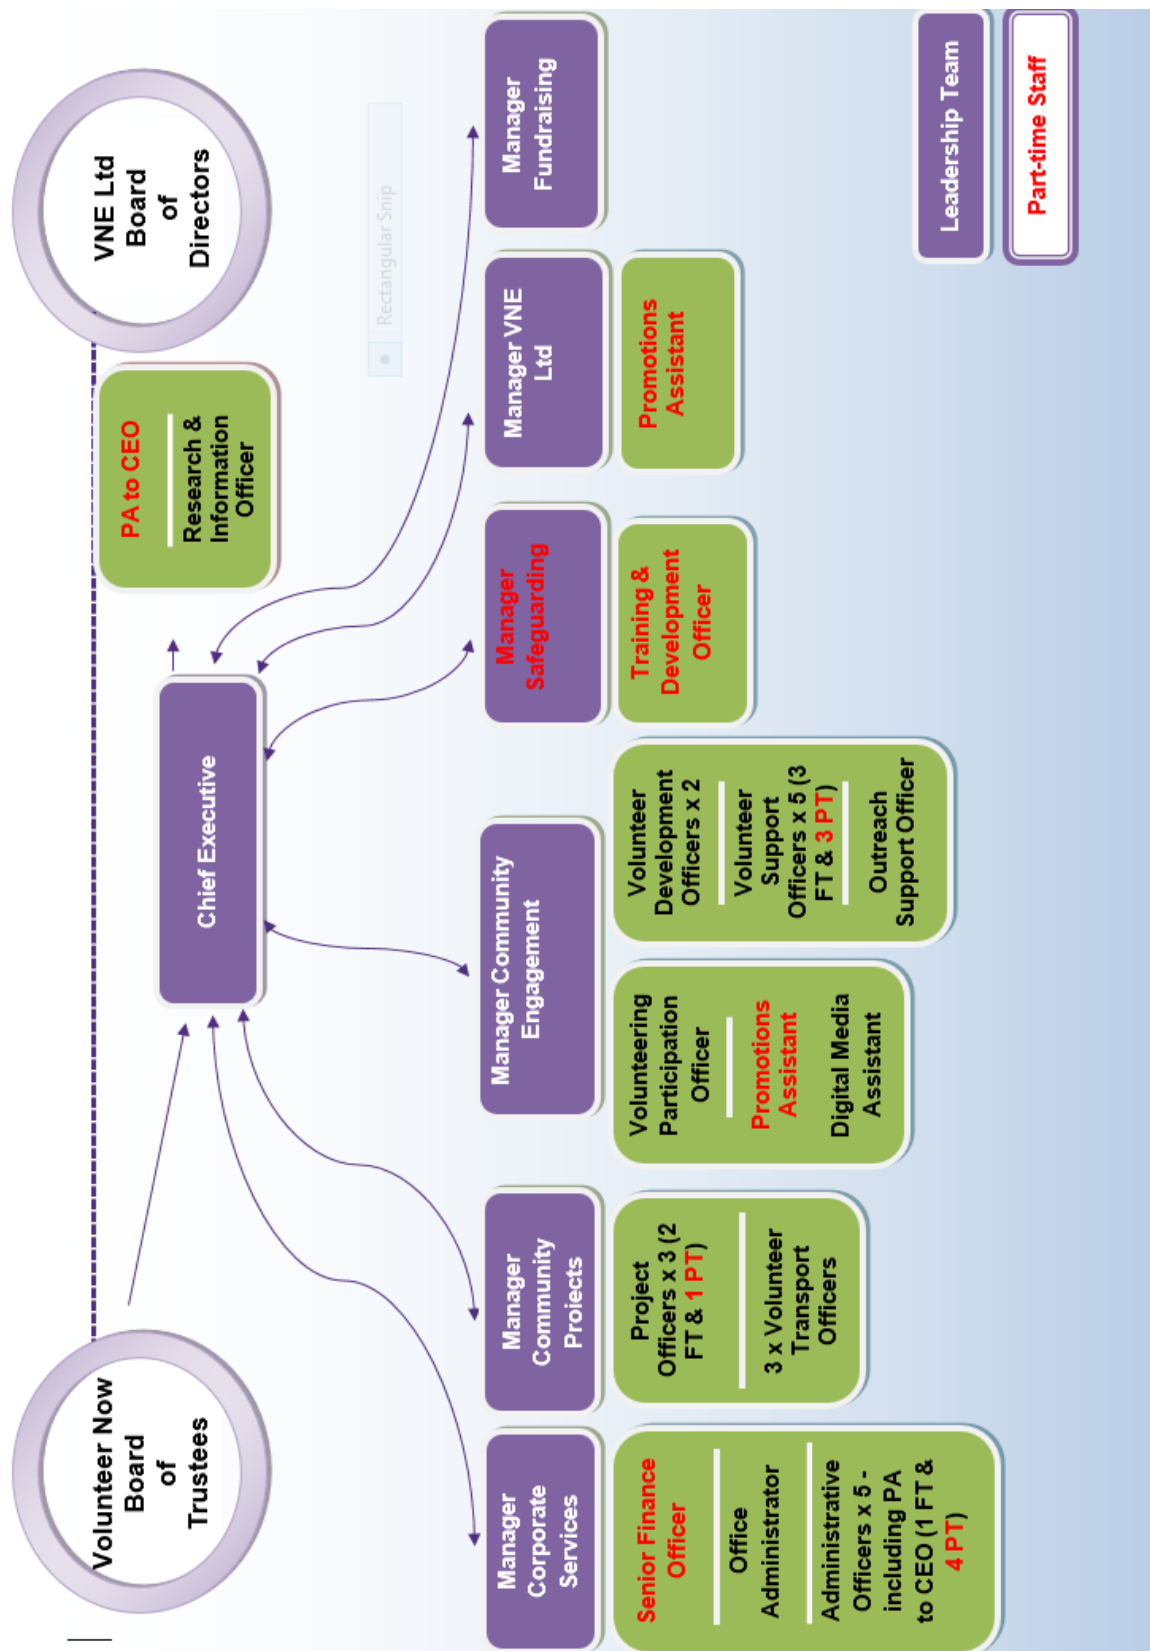 Volunteer Now
Board
of
Trustees
VNE Ltd
Board
of
Directors
Chief Executive
PA to CEO
Research &
Information
Officer
Rectangular Snip
Manager
Corporate
Services
Manager
Community
Projects
Manager Community
Engagement
Manager
Safeguarding
Manager VNE
Ltd
Manager
Fundraising
Senior Finance
Officer
Office
Administrator
Administrative
Officers x 5 -
including PA
to CEO (1 FT &
4 PT)
Project
Officers x 3 (2
FT & 1 PT)
3 x Volunteer
Transport
Officers
Volunteering
Participation
Officer
Promotions
Assistant
Digital Media
Assistant
Volunteer
Development
Officers x 2
Volunteer
Support
Officers x 5 (3
FT & 3 PT)
Outreach
Support Officer
Training &
Development
Officer
Promotions
Assistant
Leadership Team
Part-time Staff